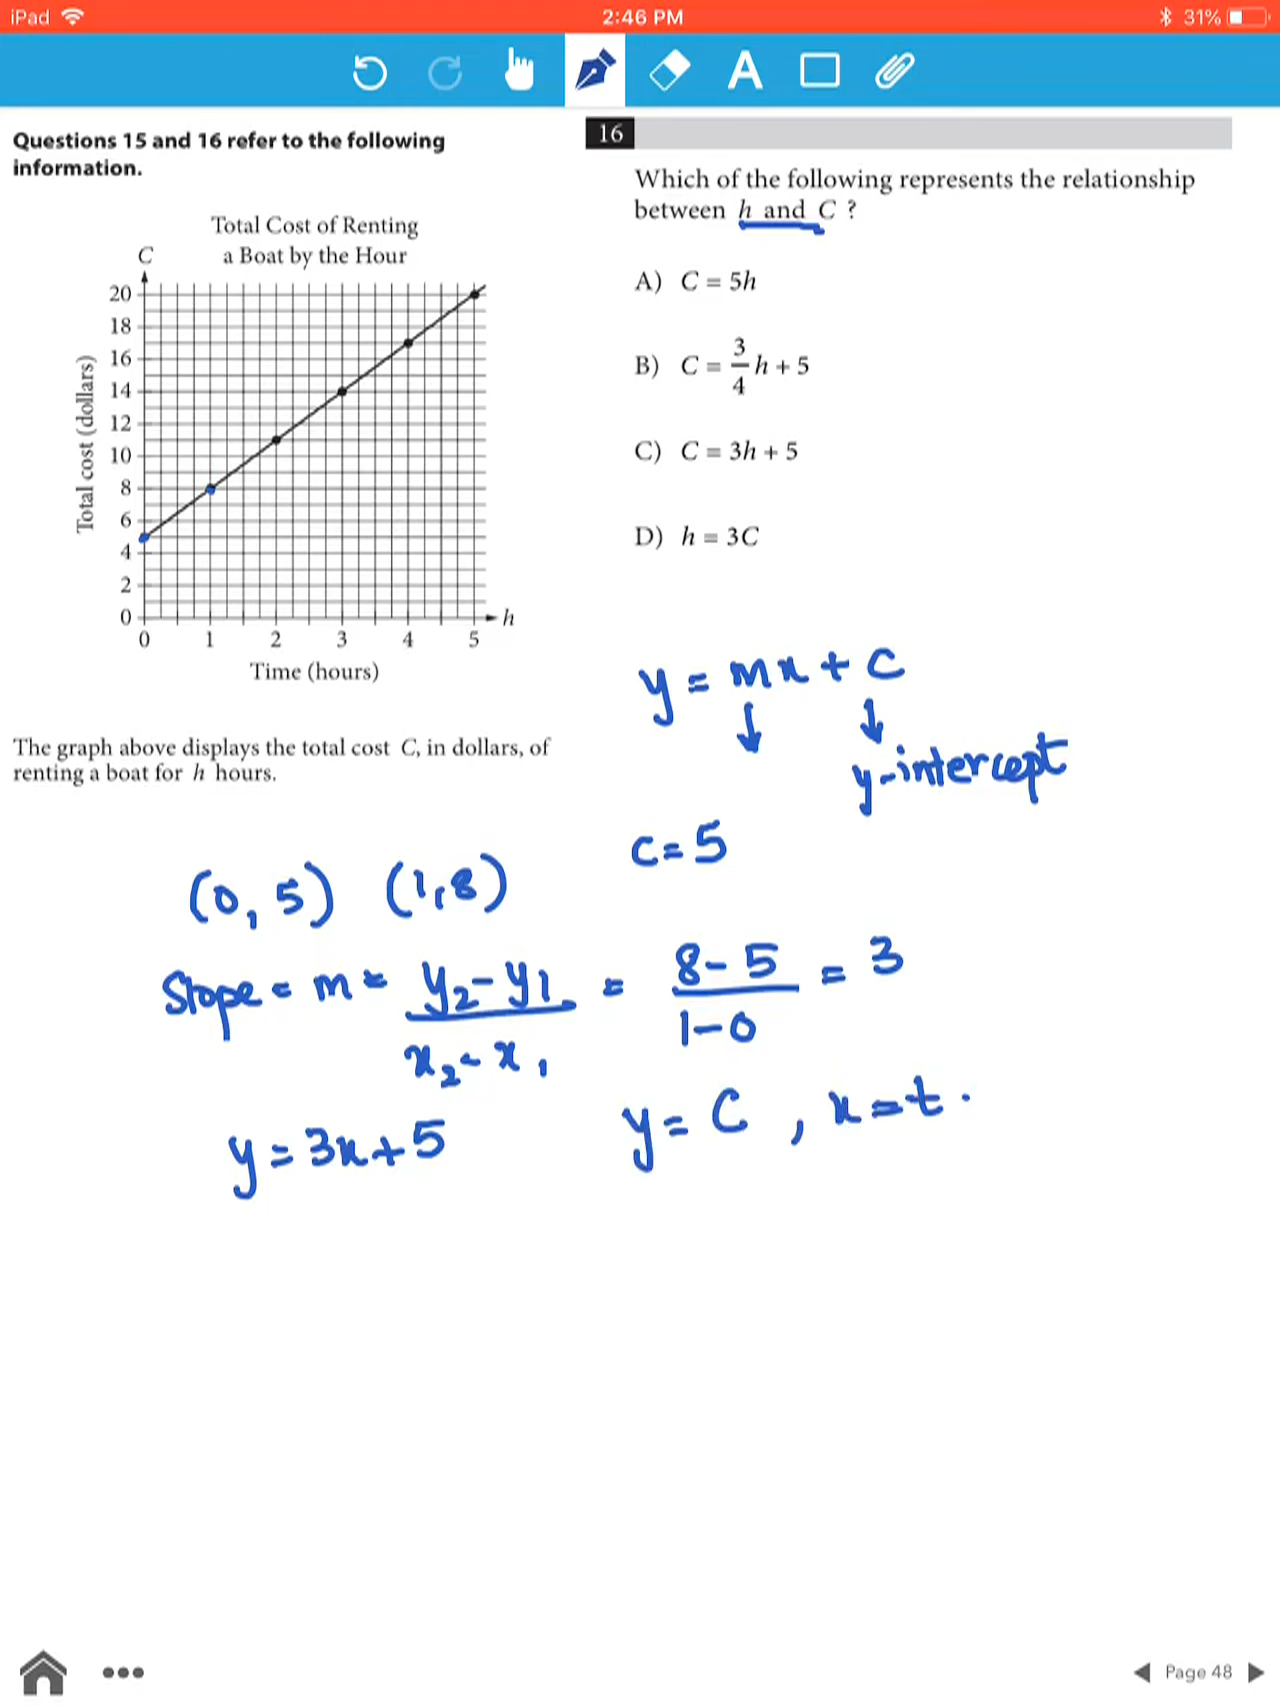 iPad 2:46 PM 31%
A
Questions 15 and 16 refer to the following
information.
Total Cost of Renting
a Boat by the Hour
C
Total cost (dollars)
20
18
16
14
12
10
8
6
4
2
0
0 1 2 3 4 5
h
Time (hours)
The graph above displays the total cost C, in dollars, of
renting a boat for h hours.
16
Which of the following represents the relationship
between h and C ?
A) C = 5h
B) C = 3/4 h + 5
C) C = 3h + 5
D) h = 3C
y = mx + c
y-intercept
c = 5
(0, 5) (1,8)
Slope = m = y2-y1 / x2-x1 = 8-5 / 1-0 = 3
y = 3x+5 y = C , x = t .
Page 48